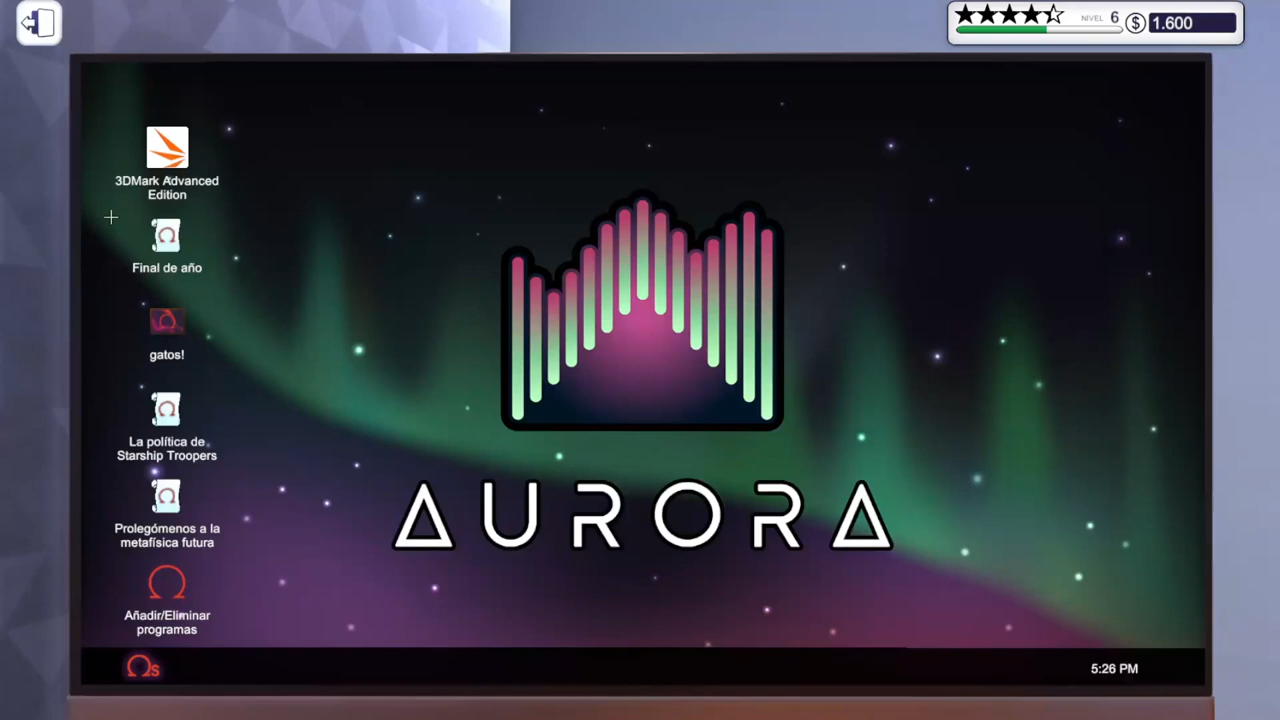 NIVEL 6 $ 1.600
3DMark Advanced
Edition
Final de año
gatos!
La política de
Starship Troopers
Prolegómenos a la
metafísica futura
Añadir/Eliminar
programas
AURORA
Ωs
5:26 PM